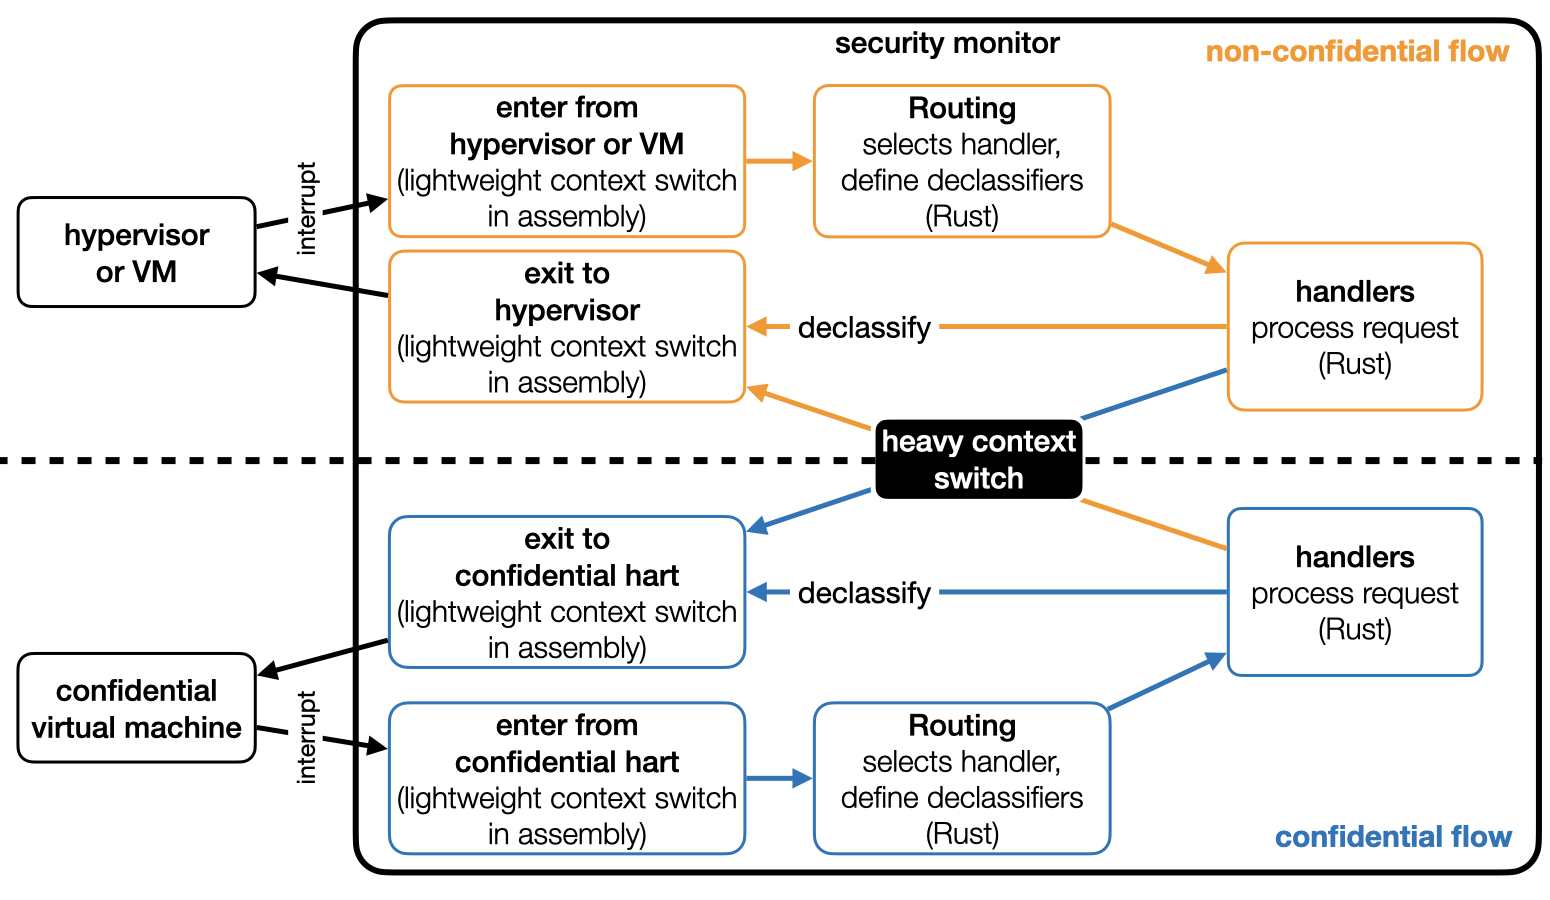 security monitor
non-confidential flow
enter from
hypervisor or VM
(lightweight context switch
in assembly)
Routing
selects handler,
define declassifiers
(Rust)
interrupt
hypervisor
or VM
exit to
hypervisor
(lightweight context switch
in assembly)
declassify
handlers
process request
(Rust)
heavy context
switch
exit to
confidential hart
(lightweight context switch
in assembly)
declassify
handlers
process request
(Rust)
confidential
virtual machine
interrupt
enter from
confidential hart
(lightweight context switch
in assembly)
Routing
selects handler,
define declassifiers
(Rust)
confidential flow